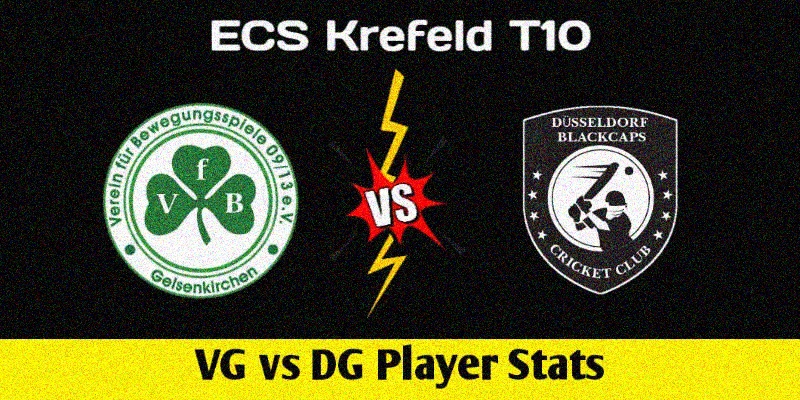 ECS Krefeld T10
Verein für Bewegungsspiele 09/13 e.V.
V f B
Gelsenkirchen
VS
DÜSSELDORF
BLACKCAPS
CRICKET CLUB
VG vs DG Player Stats